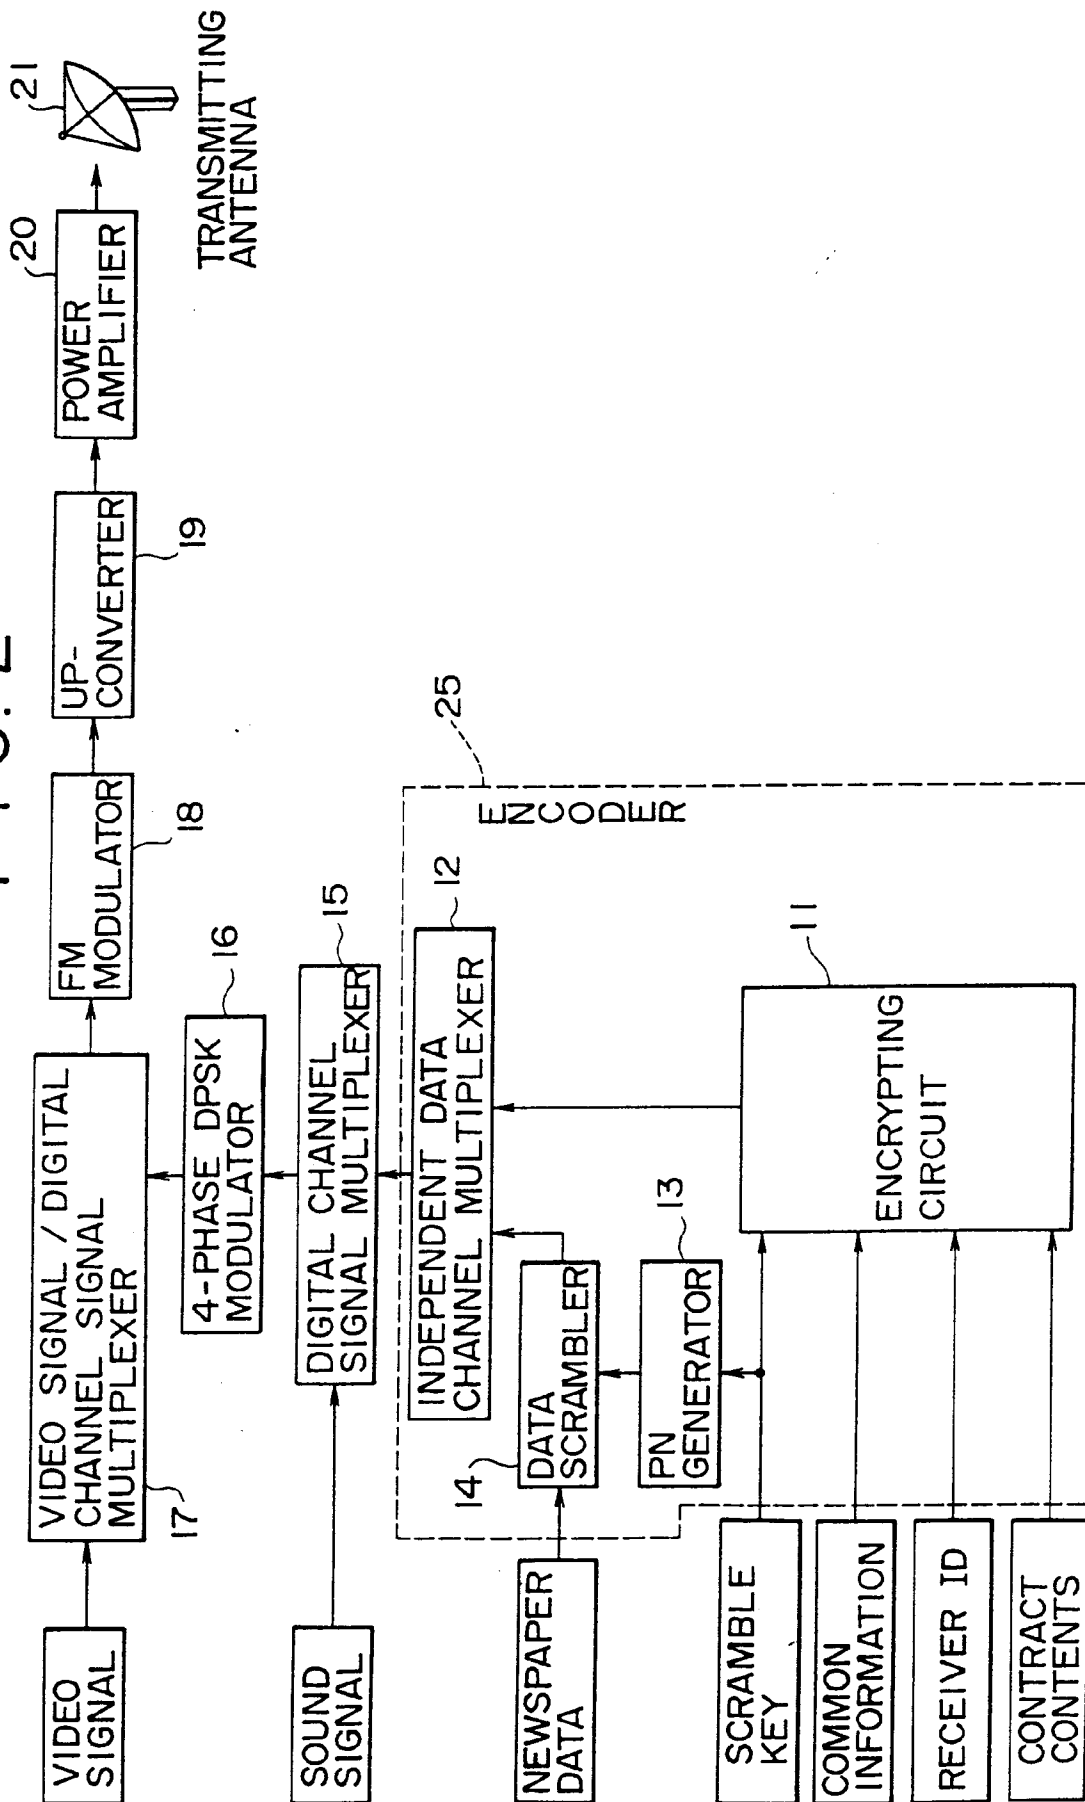 FIG. 2
VIDEO
SIGNAL
VIDEO SIGNAL / DIGITAL
CHANNEL SIGNAL
MULTIPLEXER
17
FM
MODULATOR
18
UP-
CONVERTER
19
POWER
AMPLIFIER
20
21
TRANSMITTING
ANTENNA
4-PHASE DPSK
MODULATOR
16
SOUND
SIGNAL
DIGITAL CHANNEL
SIGNAL MULTIPLEXER
15
INDEPENDENT DATA
CHANNEL MULTIPLEXER
12
25
ENCODER
NEWSPAPER
DATA
14
DATA
SCRAMBLER
PN
GENERATOR
13
ENCRYPTING
CIRCUIT
11
SCRAMBLE
KEY
COMMON
INFORMATION
RECEIVER ID
CONTRACT
CONTENTS